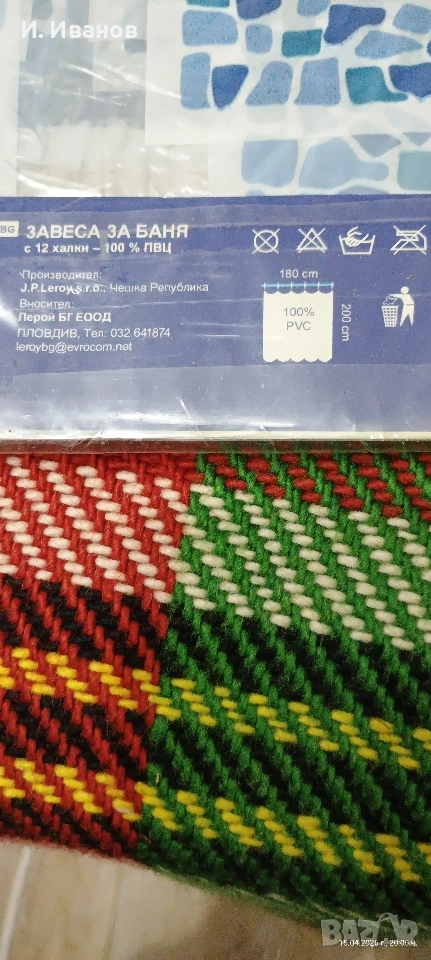 И. Иванов
BG ЗАВЕСА ЗА БАНЯ
с 12 халки – 100 % ПВЦ
Производител:
J.P.Leroy s.r.o., Чешка Република
Вносител:
Лерой БГ ЕООД
ПЛОВДИВ, Тел: 032 641874
leroybg@evrocom.net
180 cm
100%
PVC
200 cm
BAZAR